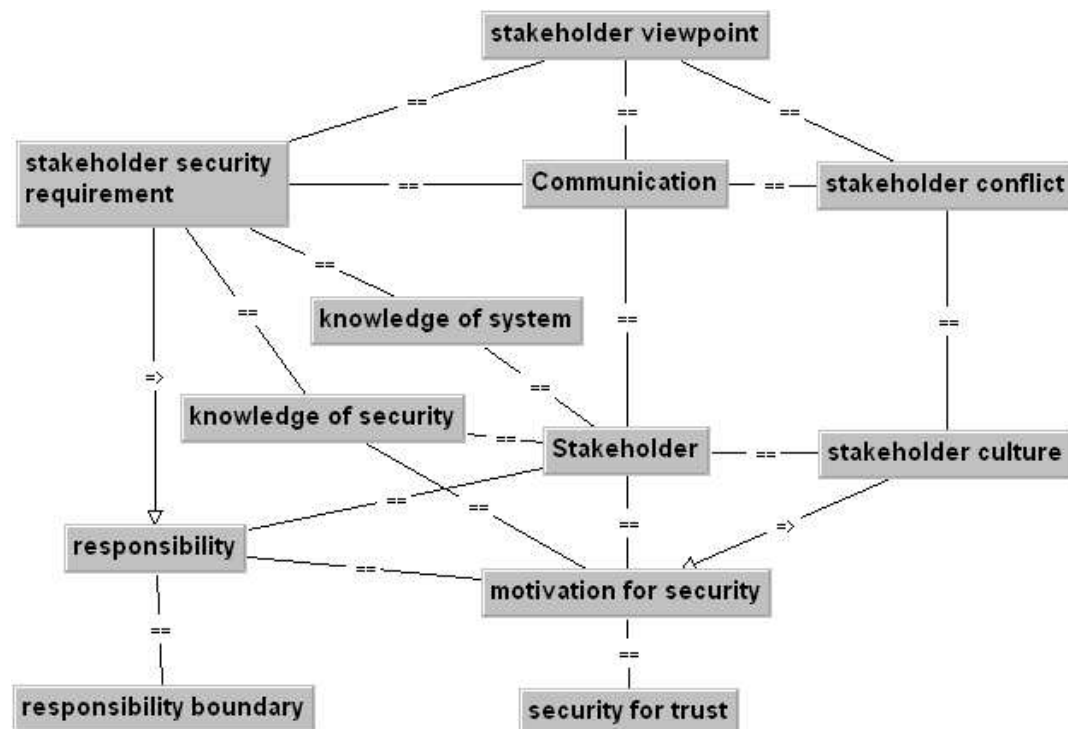 stakeholder viewpoint
==
==
==
stakeholder security
requirement
==
Communication
==
stakeholder conflict
==
knowledge of system
==
==
==
=>
==
knowledge of security
==
Stakeholder
==
stakeholder culture
==
==
==
=>
responsibility
==
motivation for security
==
==
responsibility boundary
security for trust